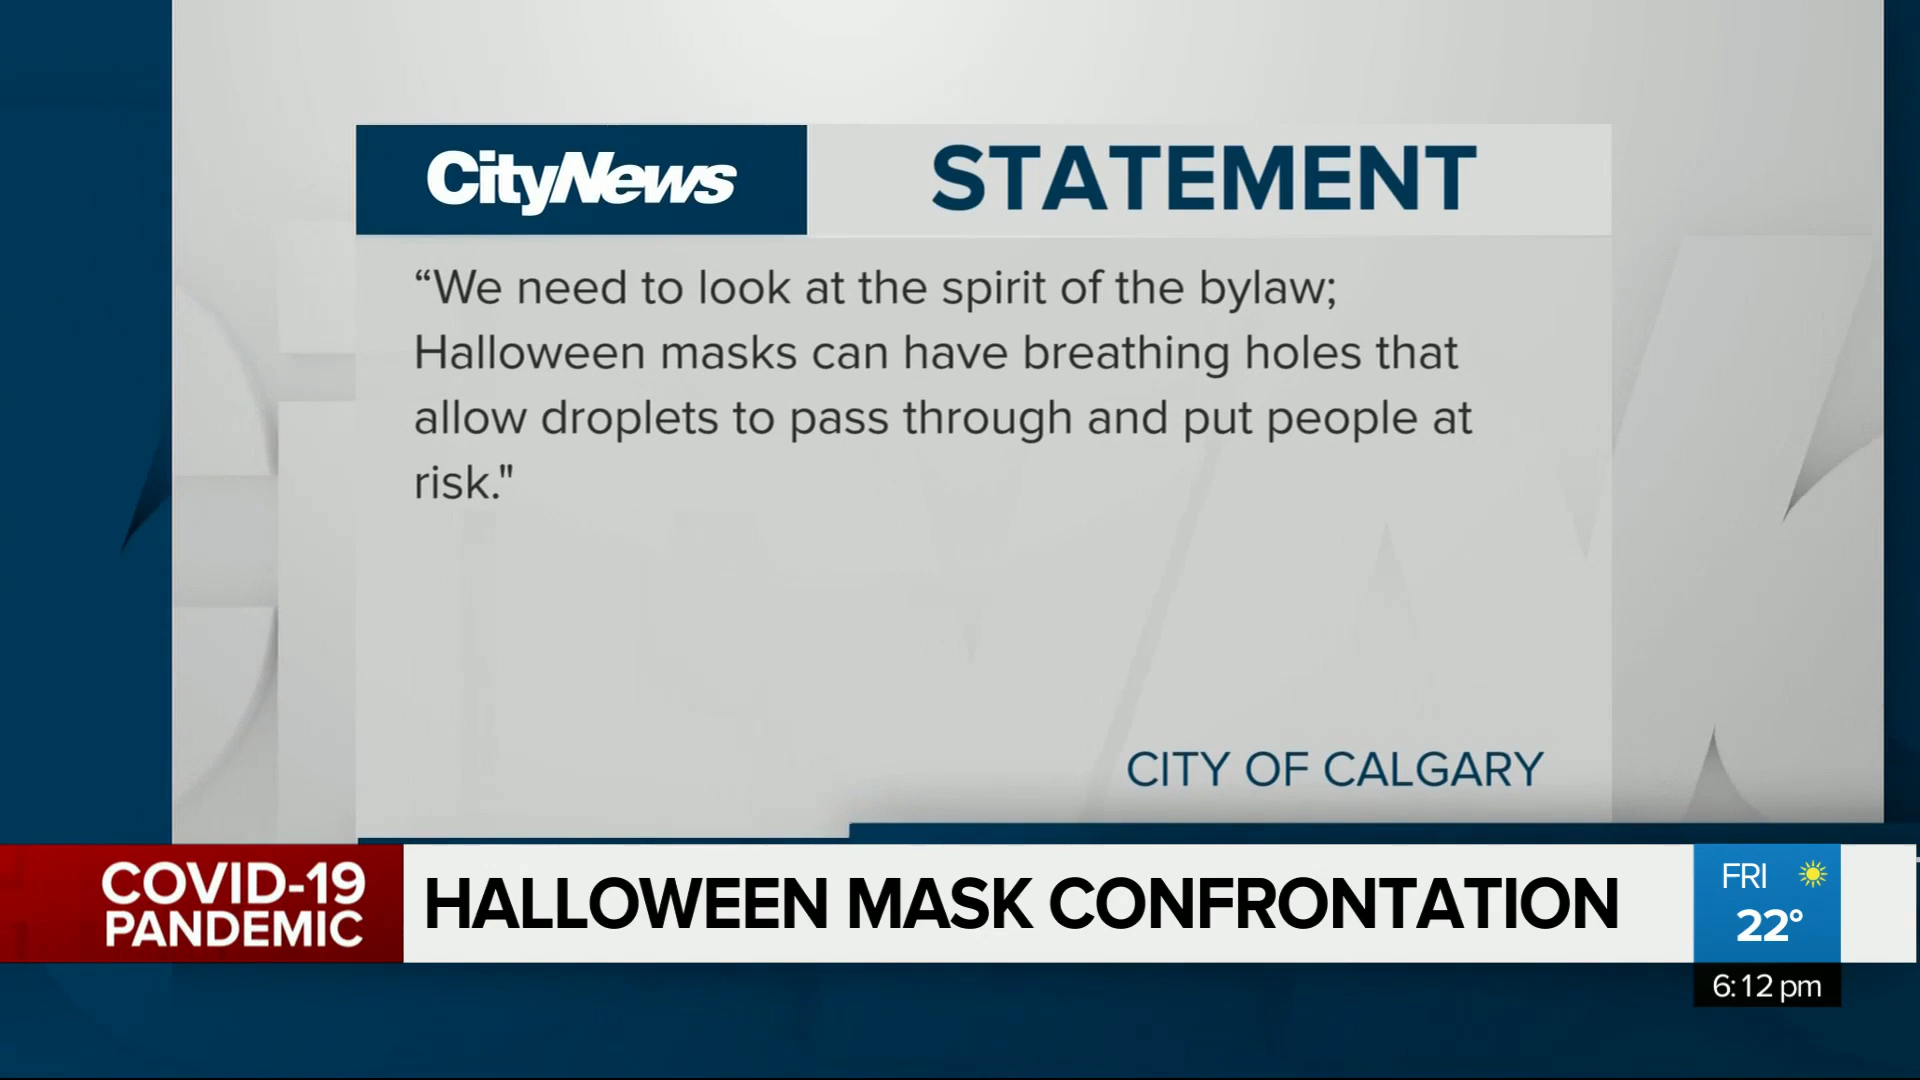 CityNews STATEMENT
“We need to look at the spirit of the bylaw;
Halloween masks can have breathing holes that
allow droplets to pass through and put people at
risk."
CITY OF CALGARY
COVID-19
PANDEMIC
HALLOWEEN MASK CONFRONTATION
FRI
22°
6:12 pm